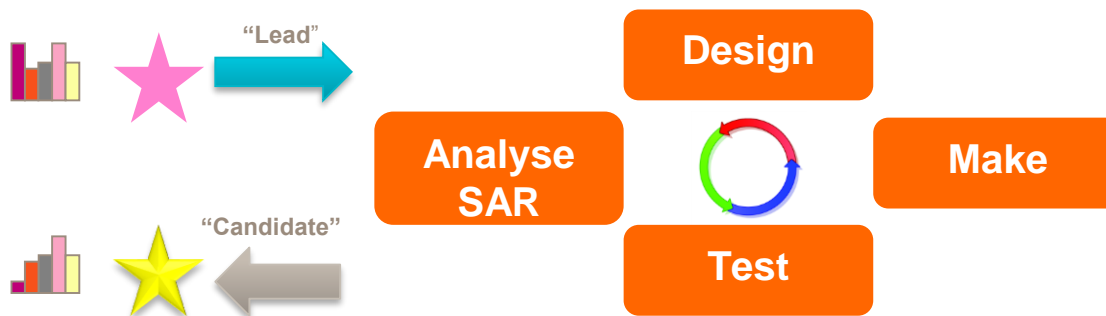 “Lead”
Design
Analyse
SAR
Make
“Candidate”
Test